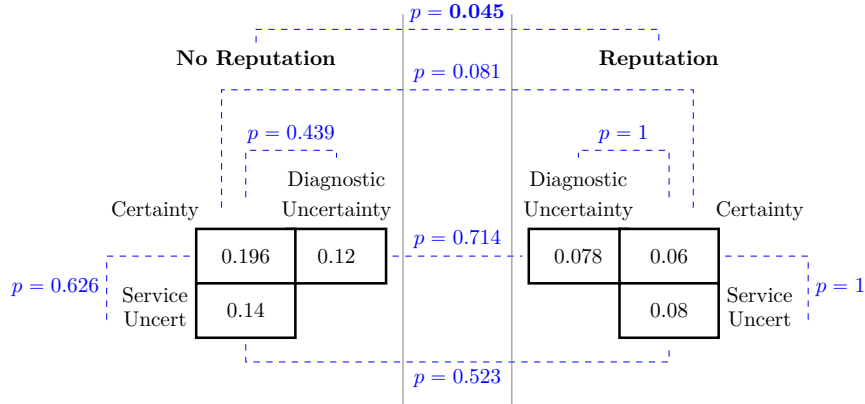 p = 0.045
No Reputation
Reputation
p = 0.081
p = 0.439
p = 1
Diagnostic
Uncertainty
Diagnostic
Uncertainty
Certainty
Certainty
0.196
0.12
p = 0.714
0.078
0.06
p = 0.626
Service
Uncert
0.14
0.08
Service
Uncert
p = 1
p = 0.523